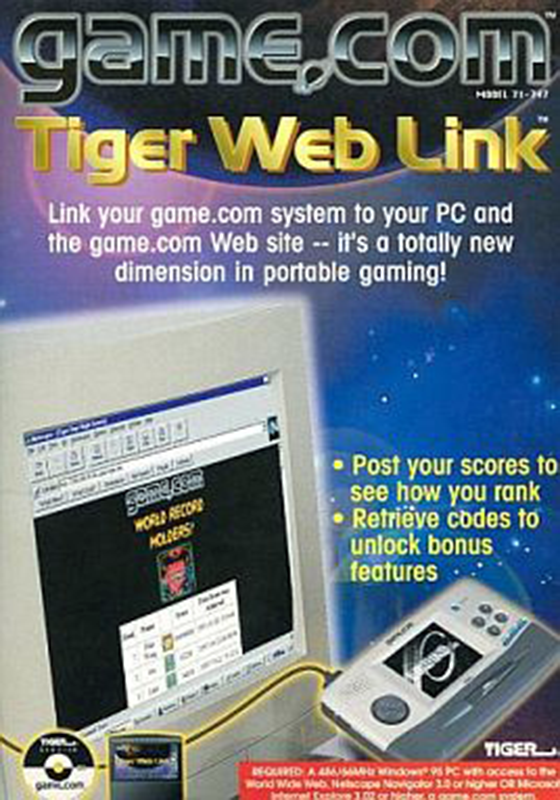 game.com™
MODEL 71-747
Tiger Web Link™
Link your game.com system to your PC and
the game.com Web site -- it's a totally new
dimension in portable gaming!
game.com
WORLD RECORD
HOLDERS!
• Post your scores to
see how you rank
• Retrieve codes to
unlock bonus
features
TIGER
game.com
Tiger Web Link
TIGER
REQUIRED: A 486/66MHz Windows® 95 PC with access to the
World Wide Web, Netscape Navigator 3.0 or higher OR Microso
Internet Explore 3.02 or higher, a game.com system